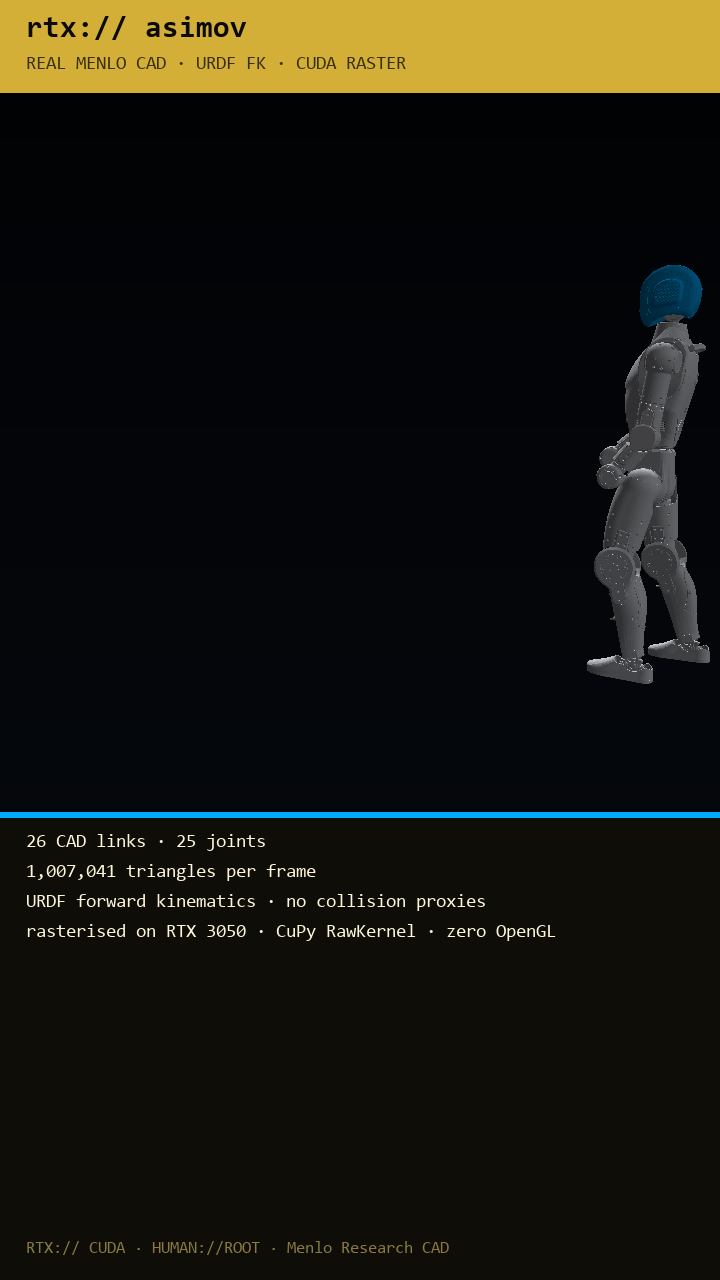 rtx:// asimov
REAL MENLO CAD · URDF FK · CUDA RASTER
26 CAD links · 25 joints
1,007,041 triangles per frame
URDF forward kinematics · no collision proxies
rasterised on RTX 3050 · CuPy RawKernel · zero OpenGL
RTX:// CUDA · HUMAN://ROOT · Menlo Research CAD